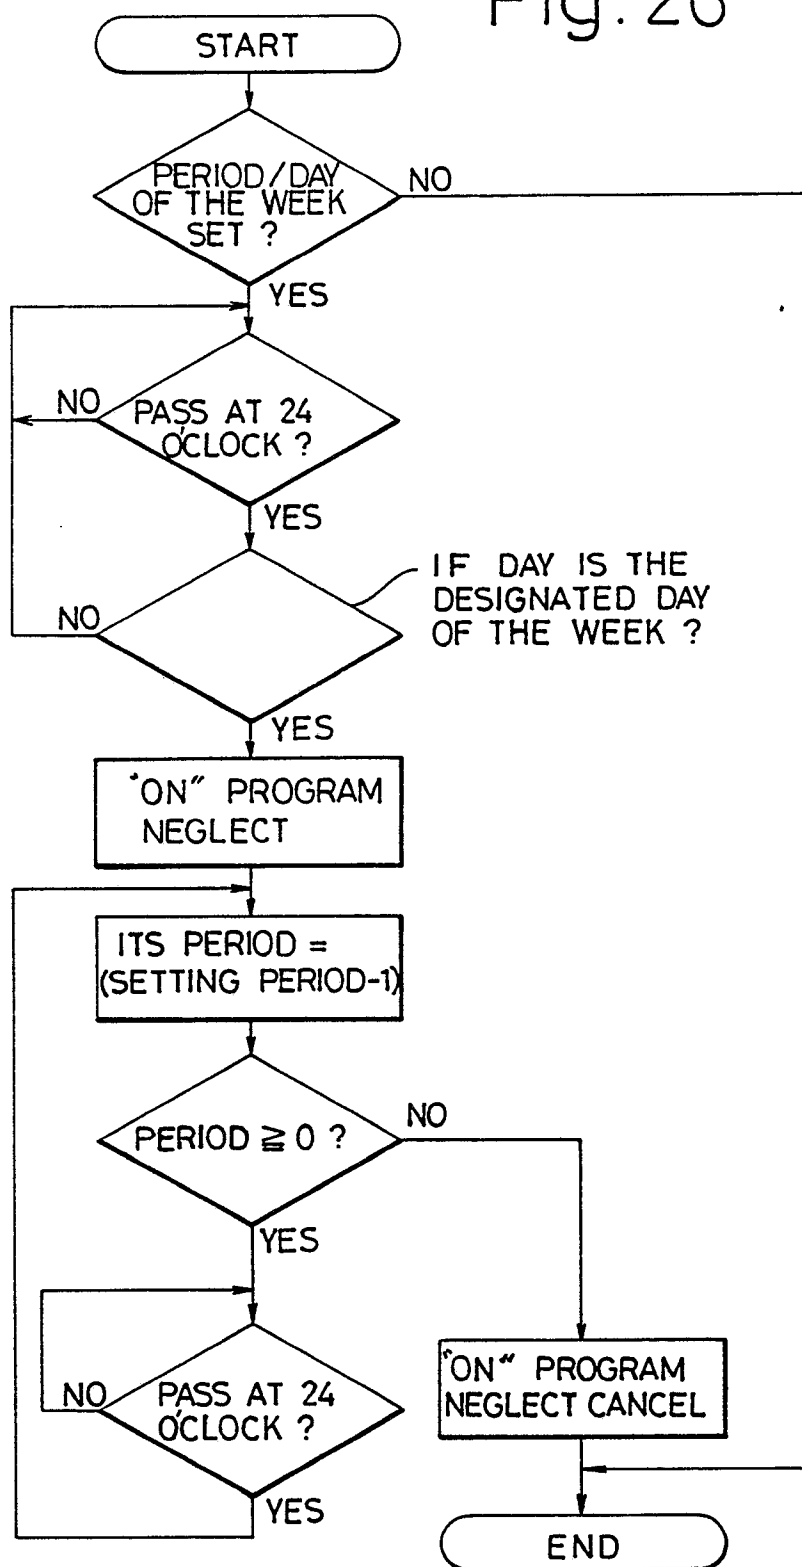 Fig. 26
START
PERIOD/DAY
OF THE WEEK
SET ?
NO
YES
NO
PASS AT 24
O'CLOCK ?
YES
IF DAY IS THE
DESIGNATED DAY
OF THE WEEK ?
NO
YES
"ON" PROGRAM
NEGLECT
ITS PERIOD =
(SETTING PERIOD-1)
PERIOD ≧ 0 ?
NO
YES
NO
PASS AT 24
O'CLOCK ?
YES
"ON" PROGRAM
NEGLECT CANCEL
END